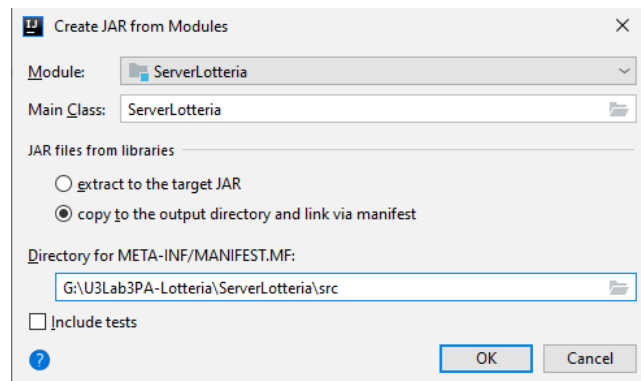 IJ Create JAR from Modules
Module: ServerLotteria
Main Class: ServerLotteria
JAR files from libraries
extract to the target JAR
copy to the output directory and link via manifest
Directory for META-INF/MANIFEST.MF:
G:\U3Lab3PA-Lotteria\ServerLotteria\src
Include tests
? OK Cancel